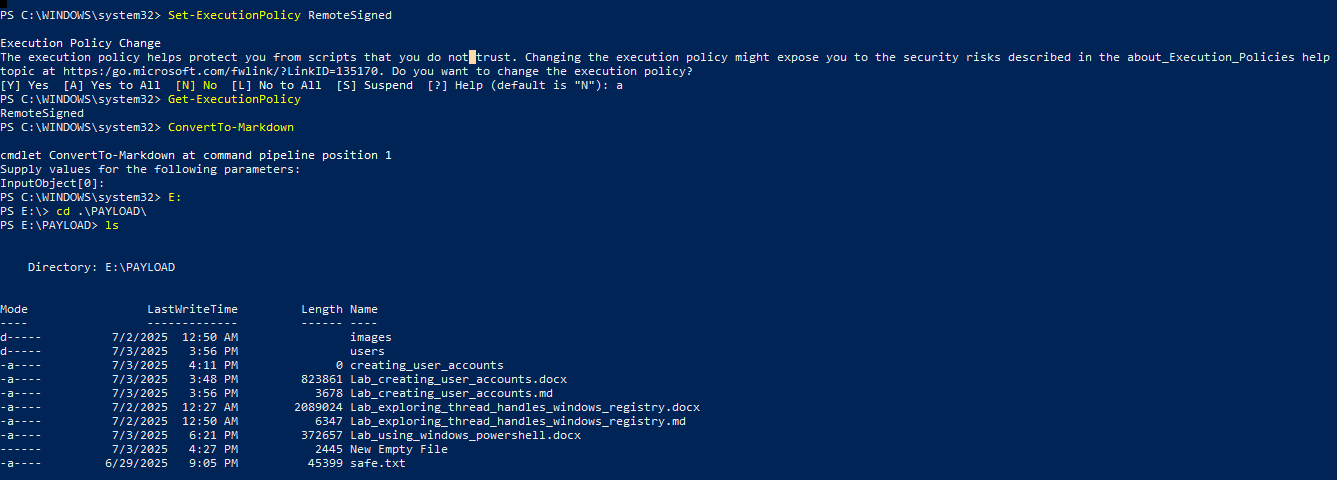 PS C:\WINDOWS\system32> Set-ExecutionPolicy RemoteSigned
Execution Policy Change
The execution policy helps protect you from scripts that you do not trust. Changing the execution policy might expose you to the security risks described in the about_Execution_Policies help
topic at https:/go.microsoft.com/fwlink/?LinkID=135170. Do you want to change the execution policy?
[Y] Yes  [A] Yes to All  [N] No  [L] No to All  [S] Suspend  [?] Help (default is "N"): a
PS C:\WINDOWS\system32> Get-ExecutionPolicy
RemoteSigned
PS C:\WINDOWS\system32> ConvertTo-Markdown
cmdlet ConvertTo-Markdown at command pipeline position 1
Supply values for the following parameters:
InputObject[0]:
PS C:\WINDOWS\system32> E:
PS E:\> cd .\PAYLOAD\
PS E:\PAYLOAD> ls
Directory: E:\PAYLOAD
Mode                 LastWriteTime         Length Name
----                 -------------         ------ ----
d-----          7/2/2025  12:50 AM                images
d-----          7/3/2025   3:56 PM                users
-a----          7/3/2025   4:11 PM              0 creating_user_accounts
-a----          7/3/2025   3:48 PM         823861 Lab_creating_user_accounts.docx
-a----          7/3/2025   3:56 PM           3678 Lab_creating_user_accounts.md
-a----          7/2/2025  12:27 AM        2089024 Lab_exploring_thread_handles_windows_registry.docx
-a----          7/2/2025  12:50 AM           6347 Lab_exploring_thread_handles_windows_registry.md
-a----          7/3/2025   6:21 PM         372657 Lab_using_windows_powershell.docx
------          7/3/2025   4:27 PM           2445 New Empty File
-a----         6/29/2025   9:05 PM          45399 safe.txt